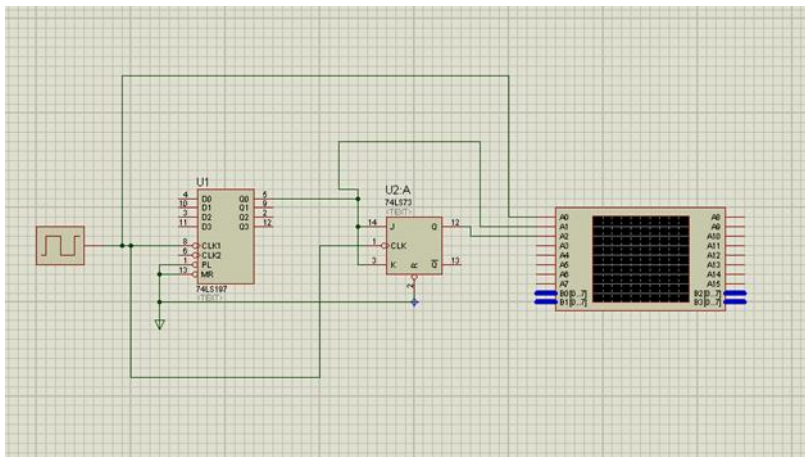 U1
4 D0 Q0 5
10 D1 Q1 9
3 D2 Q2 2
11 D3 Q3 12
8 CLK1
6 CLK2
1 PL
13 MR
74LS197
<TEXT>
U2:A
74LS73
<TEXT>
14 J Q 12
1 CLK
3 K R Q 13
2
A0 A8
A1 A9
A2 A10
A3 A11
A4 A12
A5 A13
A6 A14
A7 A15
B0[0..7] B2[0..7]
B1[0..7] B3[0..7]